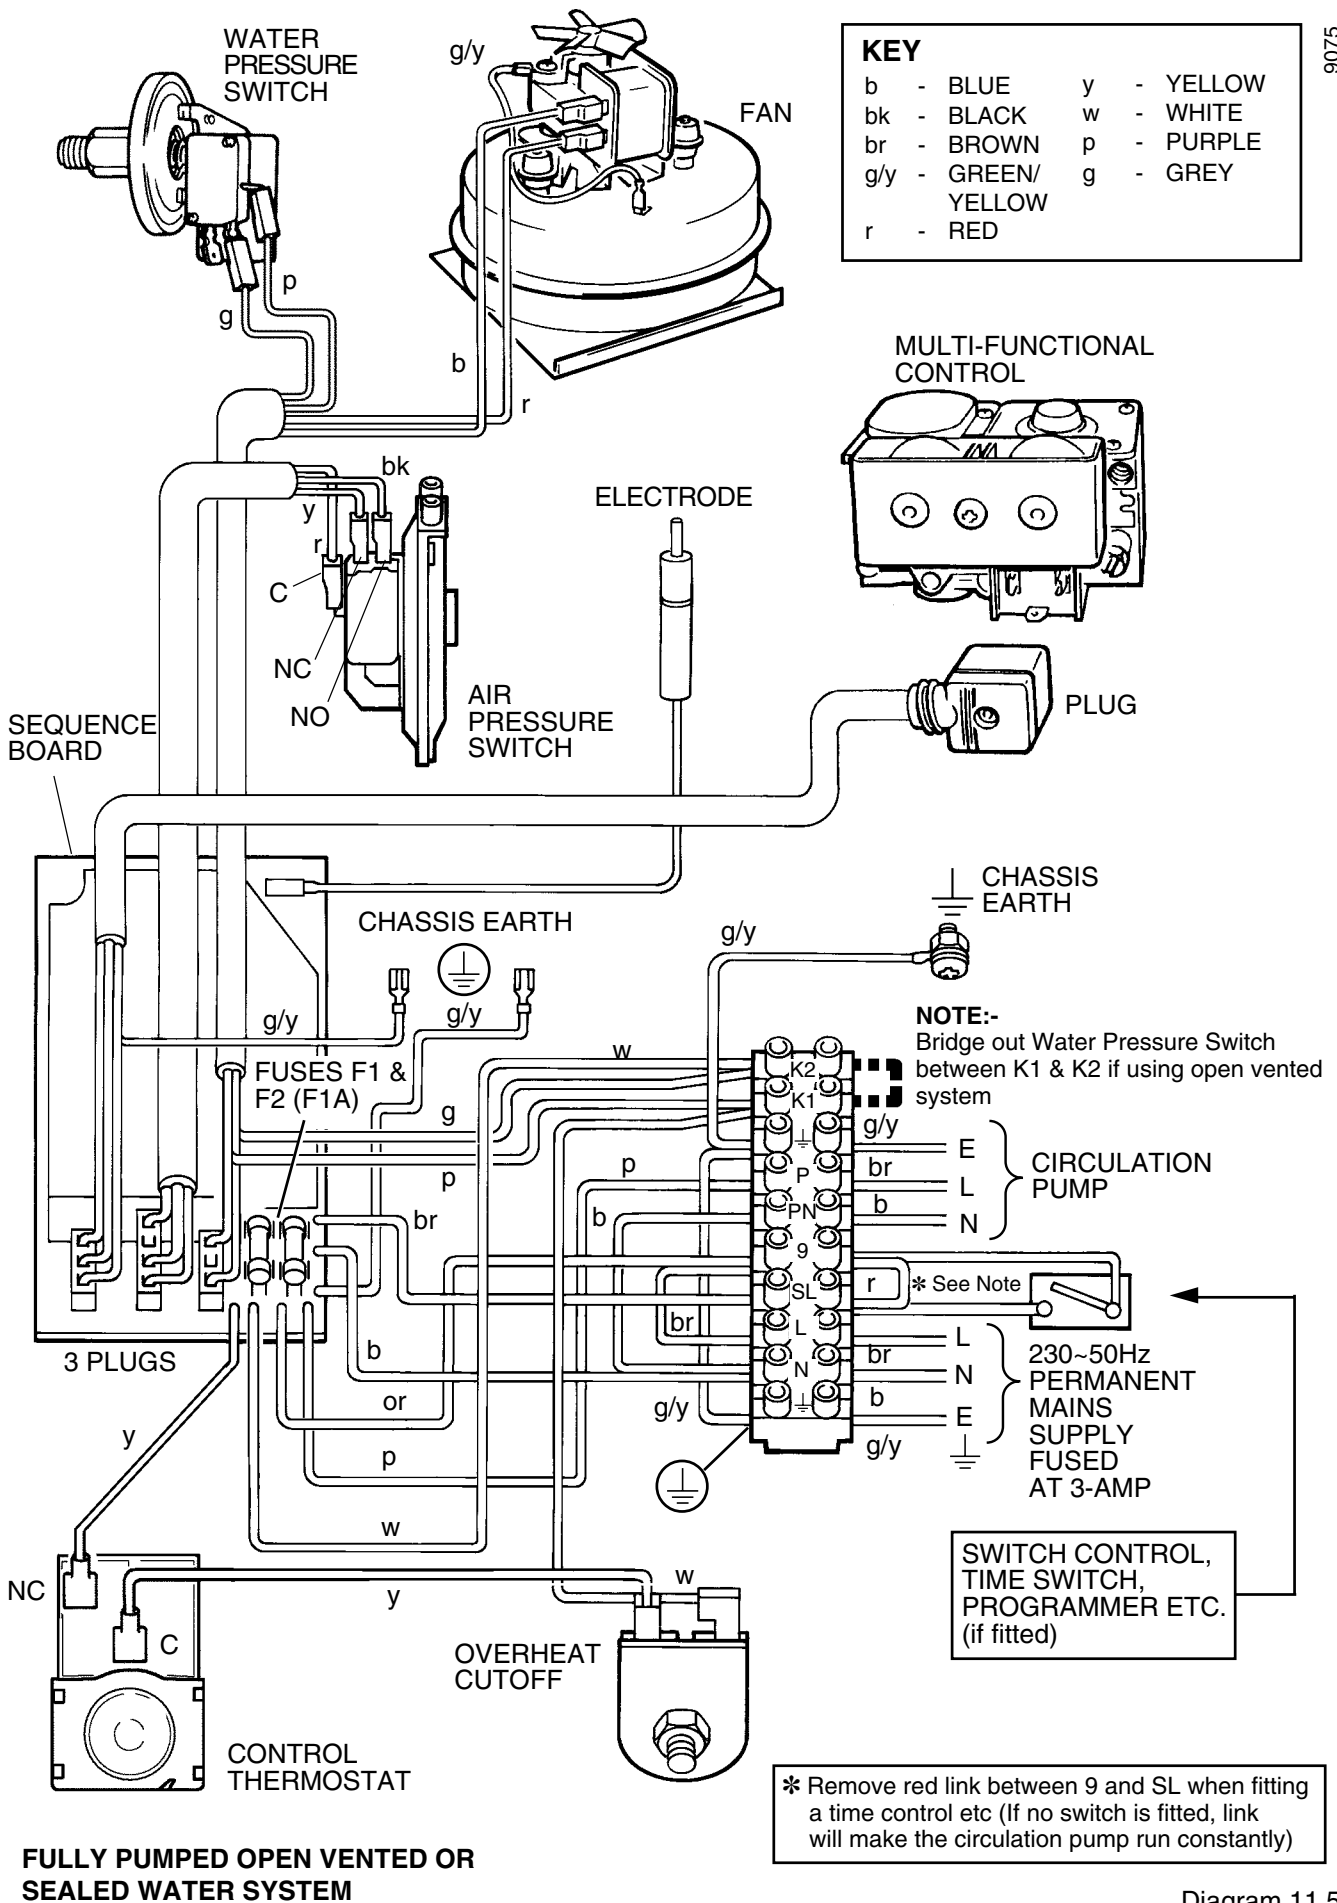 WATER
PRESSURE
SWITCH
g/y
FAN
9075
KEY
b - BLUE y - YELLOW
bk - BLACK w - WHITE
br - BROWN p - PURPLE
g/y - GREEN/ g - GREY
YELLOW
r - RED
p
g
b
r
MULTI-FUNCTIONAL
CONTROL
bk
y
r
C
NC
NO
ELECTRODE
AIR
PRESSURE
SWITCH
PLUG
SEQUENCE
BOARD
CHASSIS
EARTH
CHASSIS EARTH
g/y
g/y
g/y
NOTE:-
Bridge out Water Pressure Switch
between K1 & K2 if using open vented
system
FUSES F1 &
F2 (F1A)
w
g
p
K2
K1
P
PN
9
SL
L
N
g/y
E
br
L
b
N
CIRCULATION
PUMP
p
b
br
r
✻ See Note
br
L
br
N
b
E
g/y
230~50Hz
PERMANENT
MAINS
SUPPLY
FUSED
AT 3-AMP
3 PLUGS
b
or
g/y
y
p
w
SWITCH CONTROL,
TIME SWITCH,
PROGRAMMER ETC.
(if fitted)
NC
y
C
w
OVERHEAT
CUTOFF
CONTROL
THERMOSTAT
✻ Remove red link between 9 and SL when fitting
a time control etc (If no switch is fitted, link
will make the circulation pump run constantly)
FULLY PUMPED OPEN VENTED OR
SEALED WATER SYSTEM
Diagram 11.5